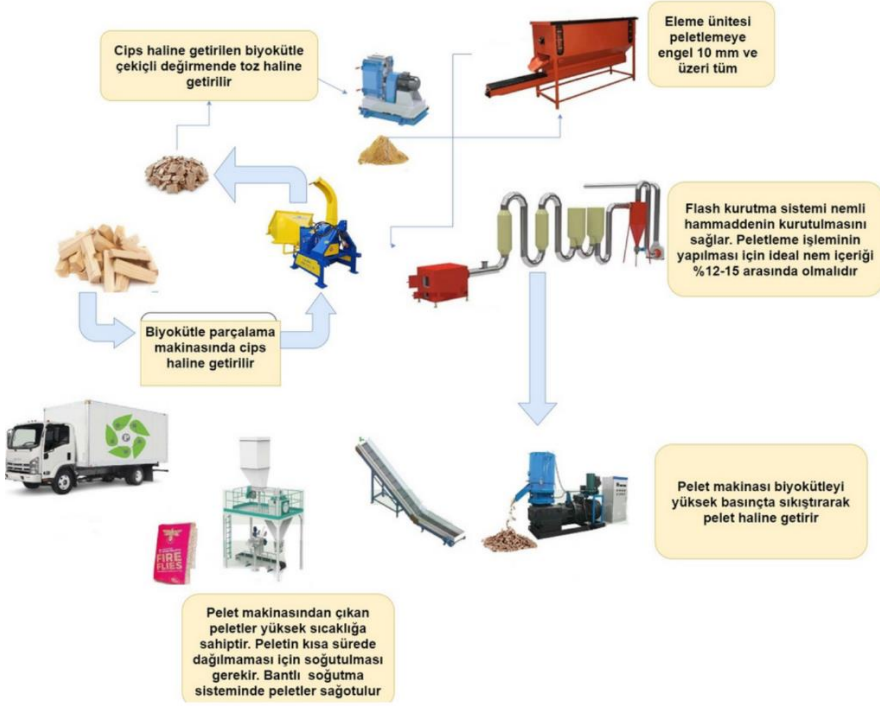 Cips haline getirilen biyokütle
çekiçli değirmende toz haline
getirilir
Eleme ünitesi
peletlemeye
engel 10 mm ve
üzeri tüm
Flash kurutma sistemi nemli
hammaddenin kurutulmasını
sağlar. Peletleme işleminin
yapılması için ideal nem içeriği
%12-15 arasında olmalıdır
Biyokütle parçalama
makinasında cips
haline getirilir
Pelet makinası biyokütleyi
yüksek basınçta sıkıştırarak
pelet haline getirir
FIRE
FLIES
Pelet makinasından çıkan
peletler yüksek sıcaklığa
sahiptir. Peletin kısa sürede
dağılmaması için soğutulması
gerekir. Bantlı soğutma
sisteminde peletler sağotulur